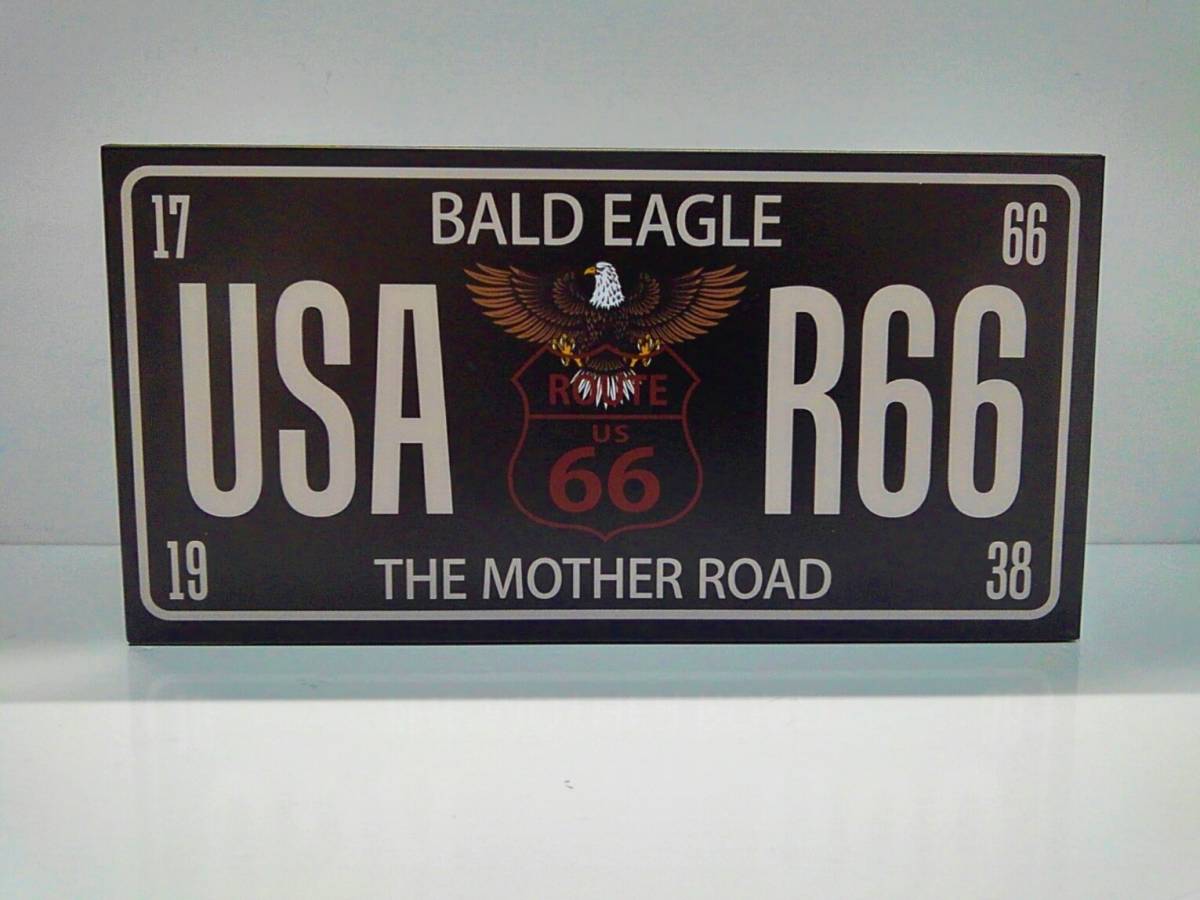 17 BALD EAGLE 66
USA R66
ROUTE
US
66
19 THE MOTHER ROAD 38